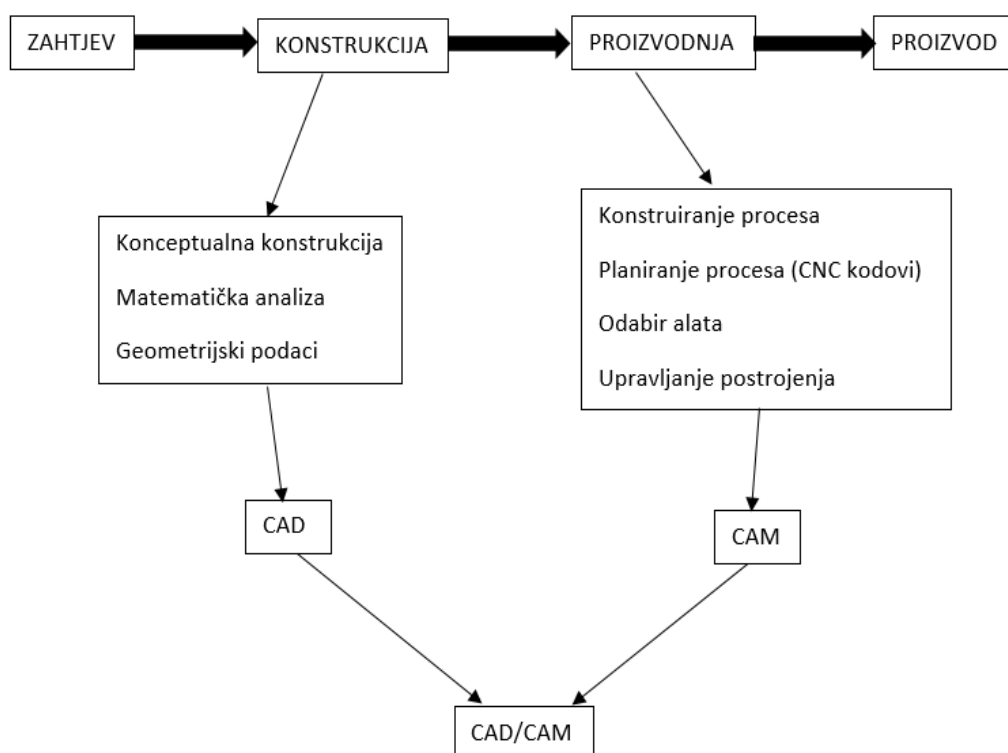 ZAHTJEV
KONSTRUKCIJA
PROIZVODNJA
PROIZVOD
Konceptualna konstrukcija
Matematička analiza
Geometrijski podaci
Konstruiranje procesa
Planiranje procesa (CNC kodovi)
Odabir alata
Upravljanje postrojenja
CAD
CAM
CAD/CAM